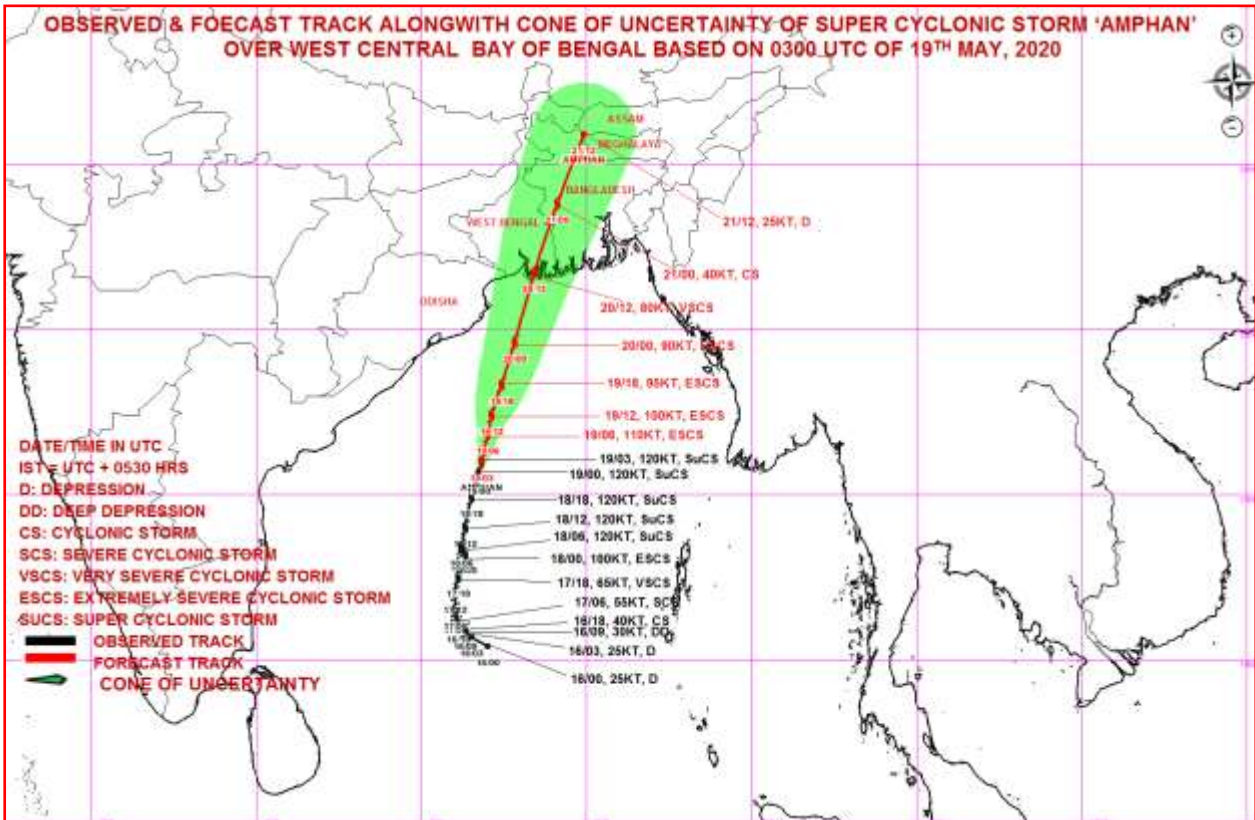 OBSERVED & FOECAST TRACK ALONGWITH CONE OF UNCERTAINTY OF SUPER CYCLONIC STORM ‘AMPHAN’
OVER WEST CENTRAL BAY OF BENGAL BASED ON 0300 UTC OF 19TH MAY, 2020
ASSAM
MEGHALAYA
21/12
AMPHAN
BANGLADESH
WEST BENGAL
21/12, 25KT, D
21/00, 40KT, CS
ODISHA
20/12, 80KT, VSCS
20/00, 90KT, ESCS
19/18, 95KT, ESCS
19/12, 100KT, ESCS
19/06, 110KT, ESCS
19/03, 120KT, SuCS
19/00, 120KT, SuCS
AMPHAN
18/18, 120KT, SuCS
18/12, 120KT, SuCS
18/06, 120KT, SuCS
18/00, 100KT, ESCS
17/18, 65KT, VSCS
17/06, 55KT, SCS
16/18, 40KT, CS
16/09, 30KT, DD
16/03, 25KT, D
16/00, 25KT, D
16/03
16/00
DATE/TIME IN UTC
IST = UTC + 0530 HRS
D: DEPRESSION
DD: DEEP DEPRESSION
CS: CYCLONIC STORM
SCS: SEVERE CYCLONIC STORM
VSCS: VERY SEVERE CYCLONIC STORM
ESCS: EXTREMELY SEVERE CYCLONIC STORM
SUCS: SUPER CYCLONIC STORM
OBSERVED TRACK
FORECAST TRACK
CONE OF UNCERTAINTY